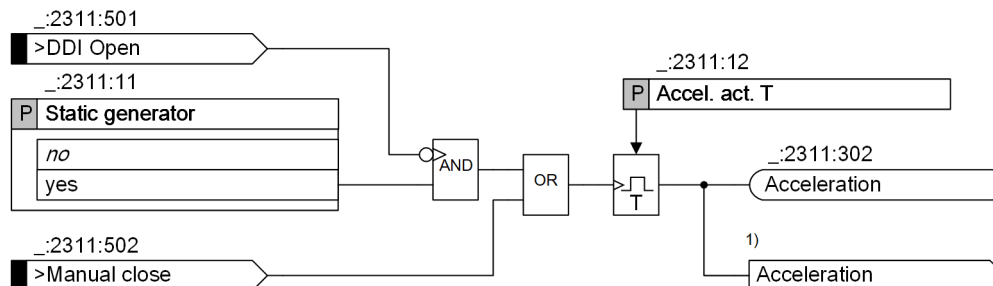 _:2311:501
>DDI Open
_:2311:11
P Static generator
no
yes
_:2311:502
>Manual close
AND
OR
_:2311:12
P Accel. act. T
T
_:2311:302
Acceleration
1)
Acceleration